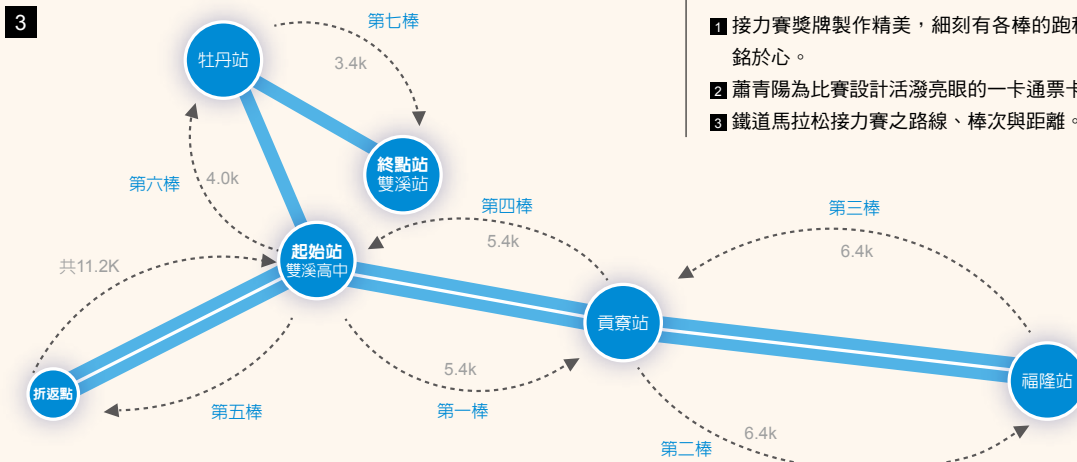 3
第七棒
3.4k
牡丹站
終點站
雙溪站
第六棒
4.0k
第四棒
5.4k
第三棒
6.4k
共11.2K
起始站
雙溪高中
貢寮站
福隆站
折返點
第五棒
5.4k
第一棒
6.4k
第二棒
1 接力賽獎牌製作精美，細刻有各棒的跑
銘於心。
2 蕭青陽為比賽設計活潑亮眼的一卡通票卡
3 鐵道馬拉松接力賽之路線、棒次與距離。